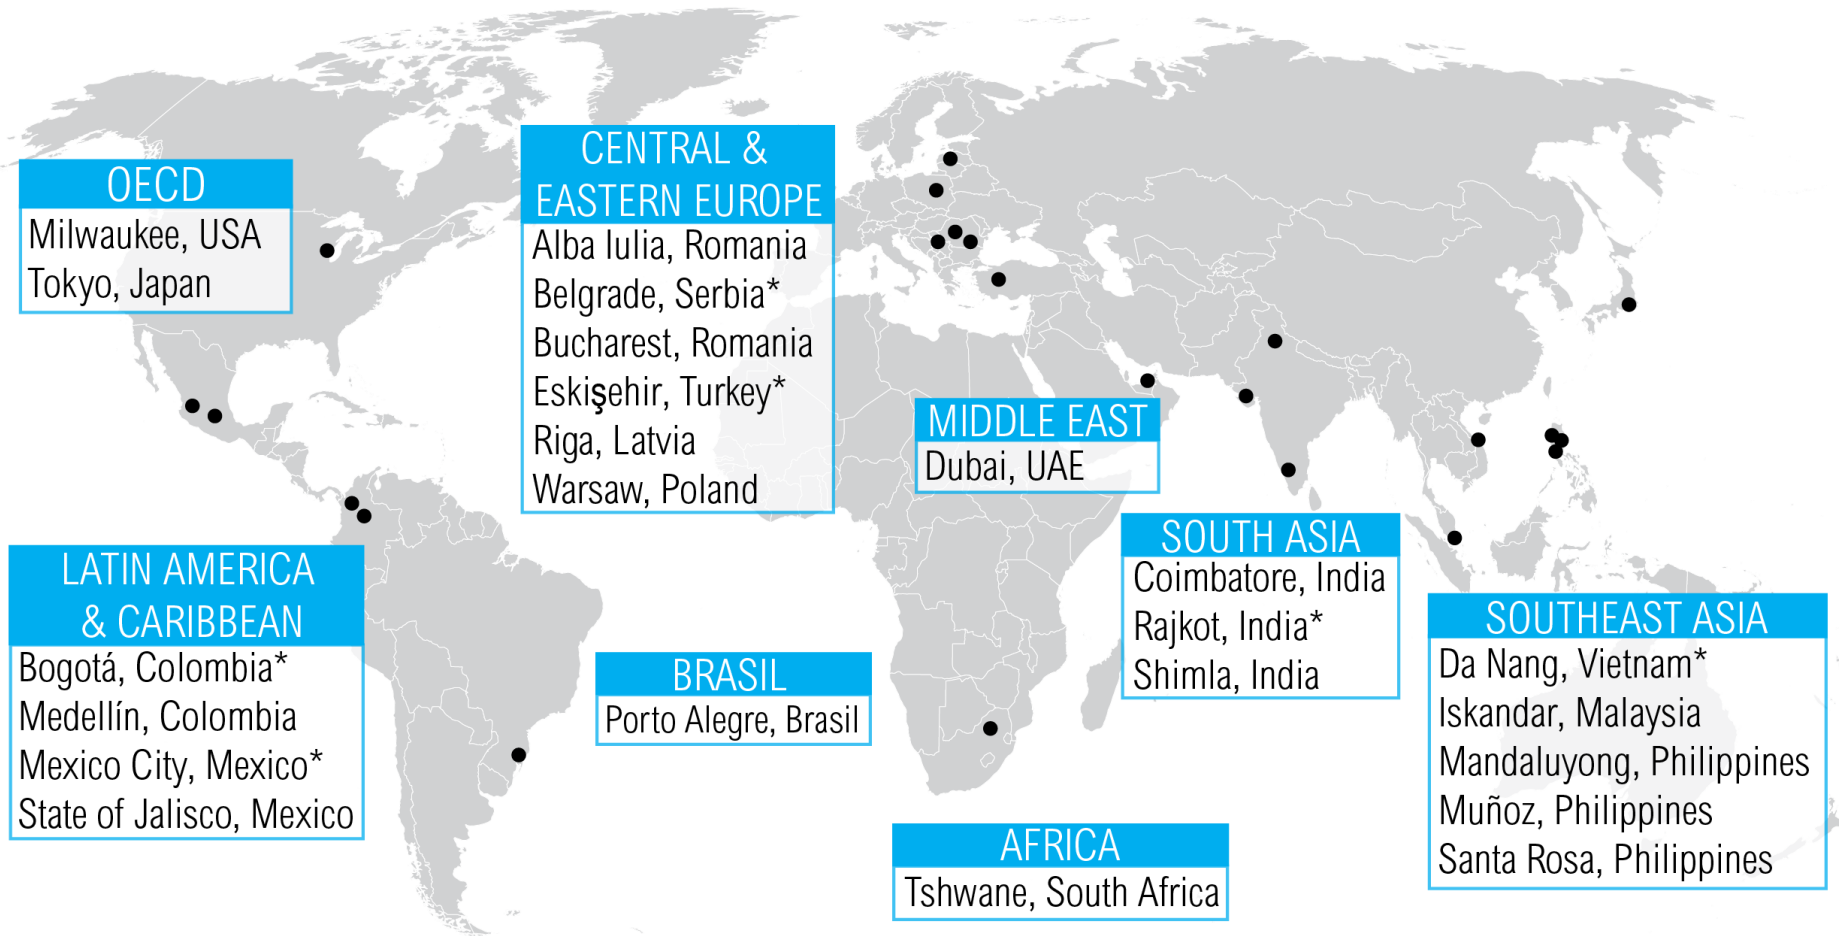 OECD
Milwaukee, USA
Tokyo, Japan
CENTRAL &
EASTERN EUROPE
Alba Iulia, Romania
Belgrade, Serbia*
Bucharest, Romania
Eskişehir, Turkey*
Riga, Latvia
Warsaw, Poland
MIDDLE EAST
Dubai, UAE
LATIN AMERICA
& CARIBBEAN
Bogotá, Colombia*
Medellín, Colombia
Mexico City, Mexico*
State of Jalisco, Mexico
BRASIL
Porto Alegre, Brasil
AFRICA
Tshwane, South Africa
SOUTH ASIA
Coimbatore, India
Rajkot, India*
Shimla, India
SOUTHEAST ASIA
Da Nang, Vietnam*
Iskandar, Malaysia
Mandaluyong, Philippines
Muñoz, Philippines
Santa Rosa, Philippines